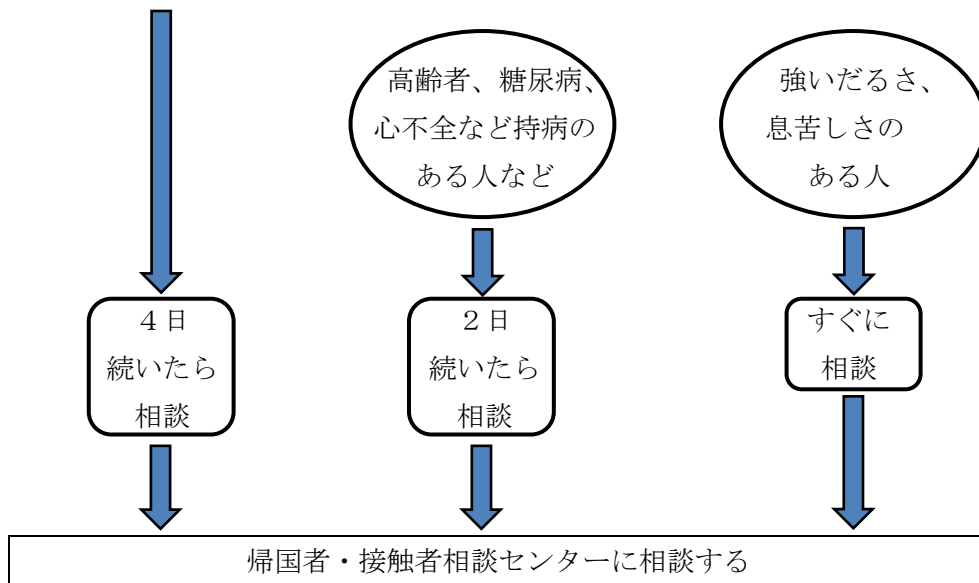 高齢者、糖尿病、
心不全など持病の
ある人など
強いだるさ、
息苦しさの
ある人
４日
続いたら
相談
２日
続いたら
相談
すぐに
相談
帰国者・接触者相談センターに相談する